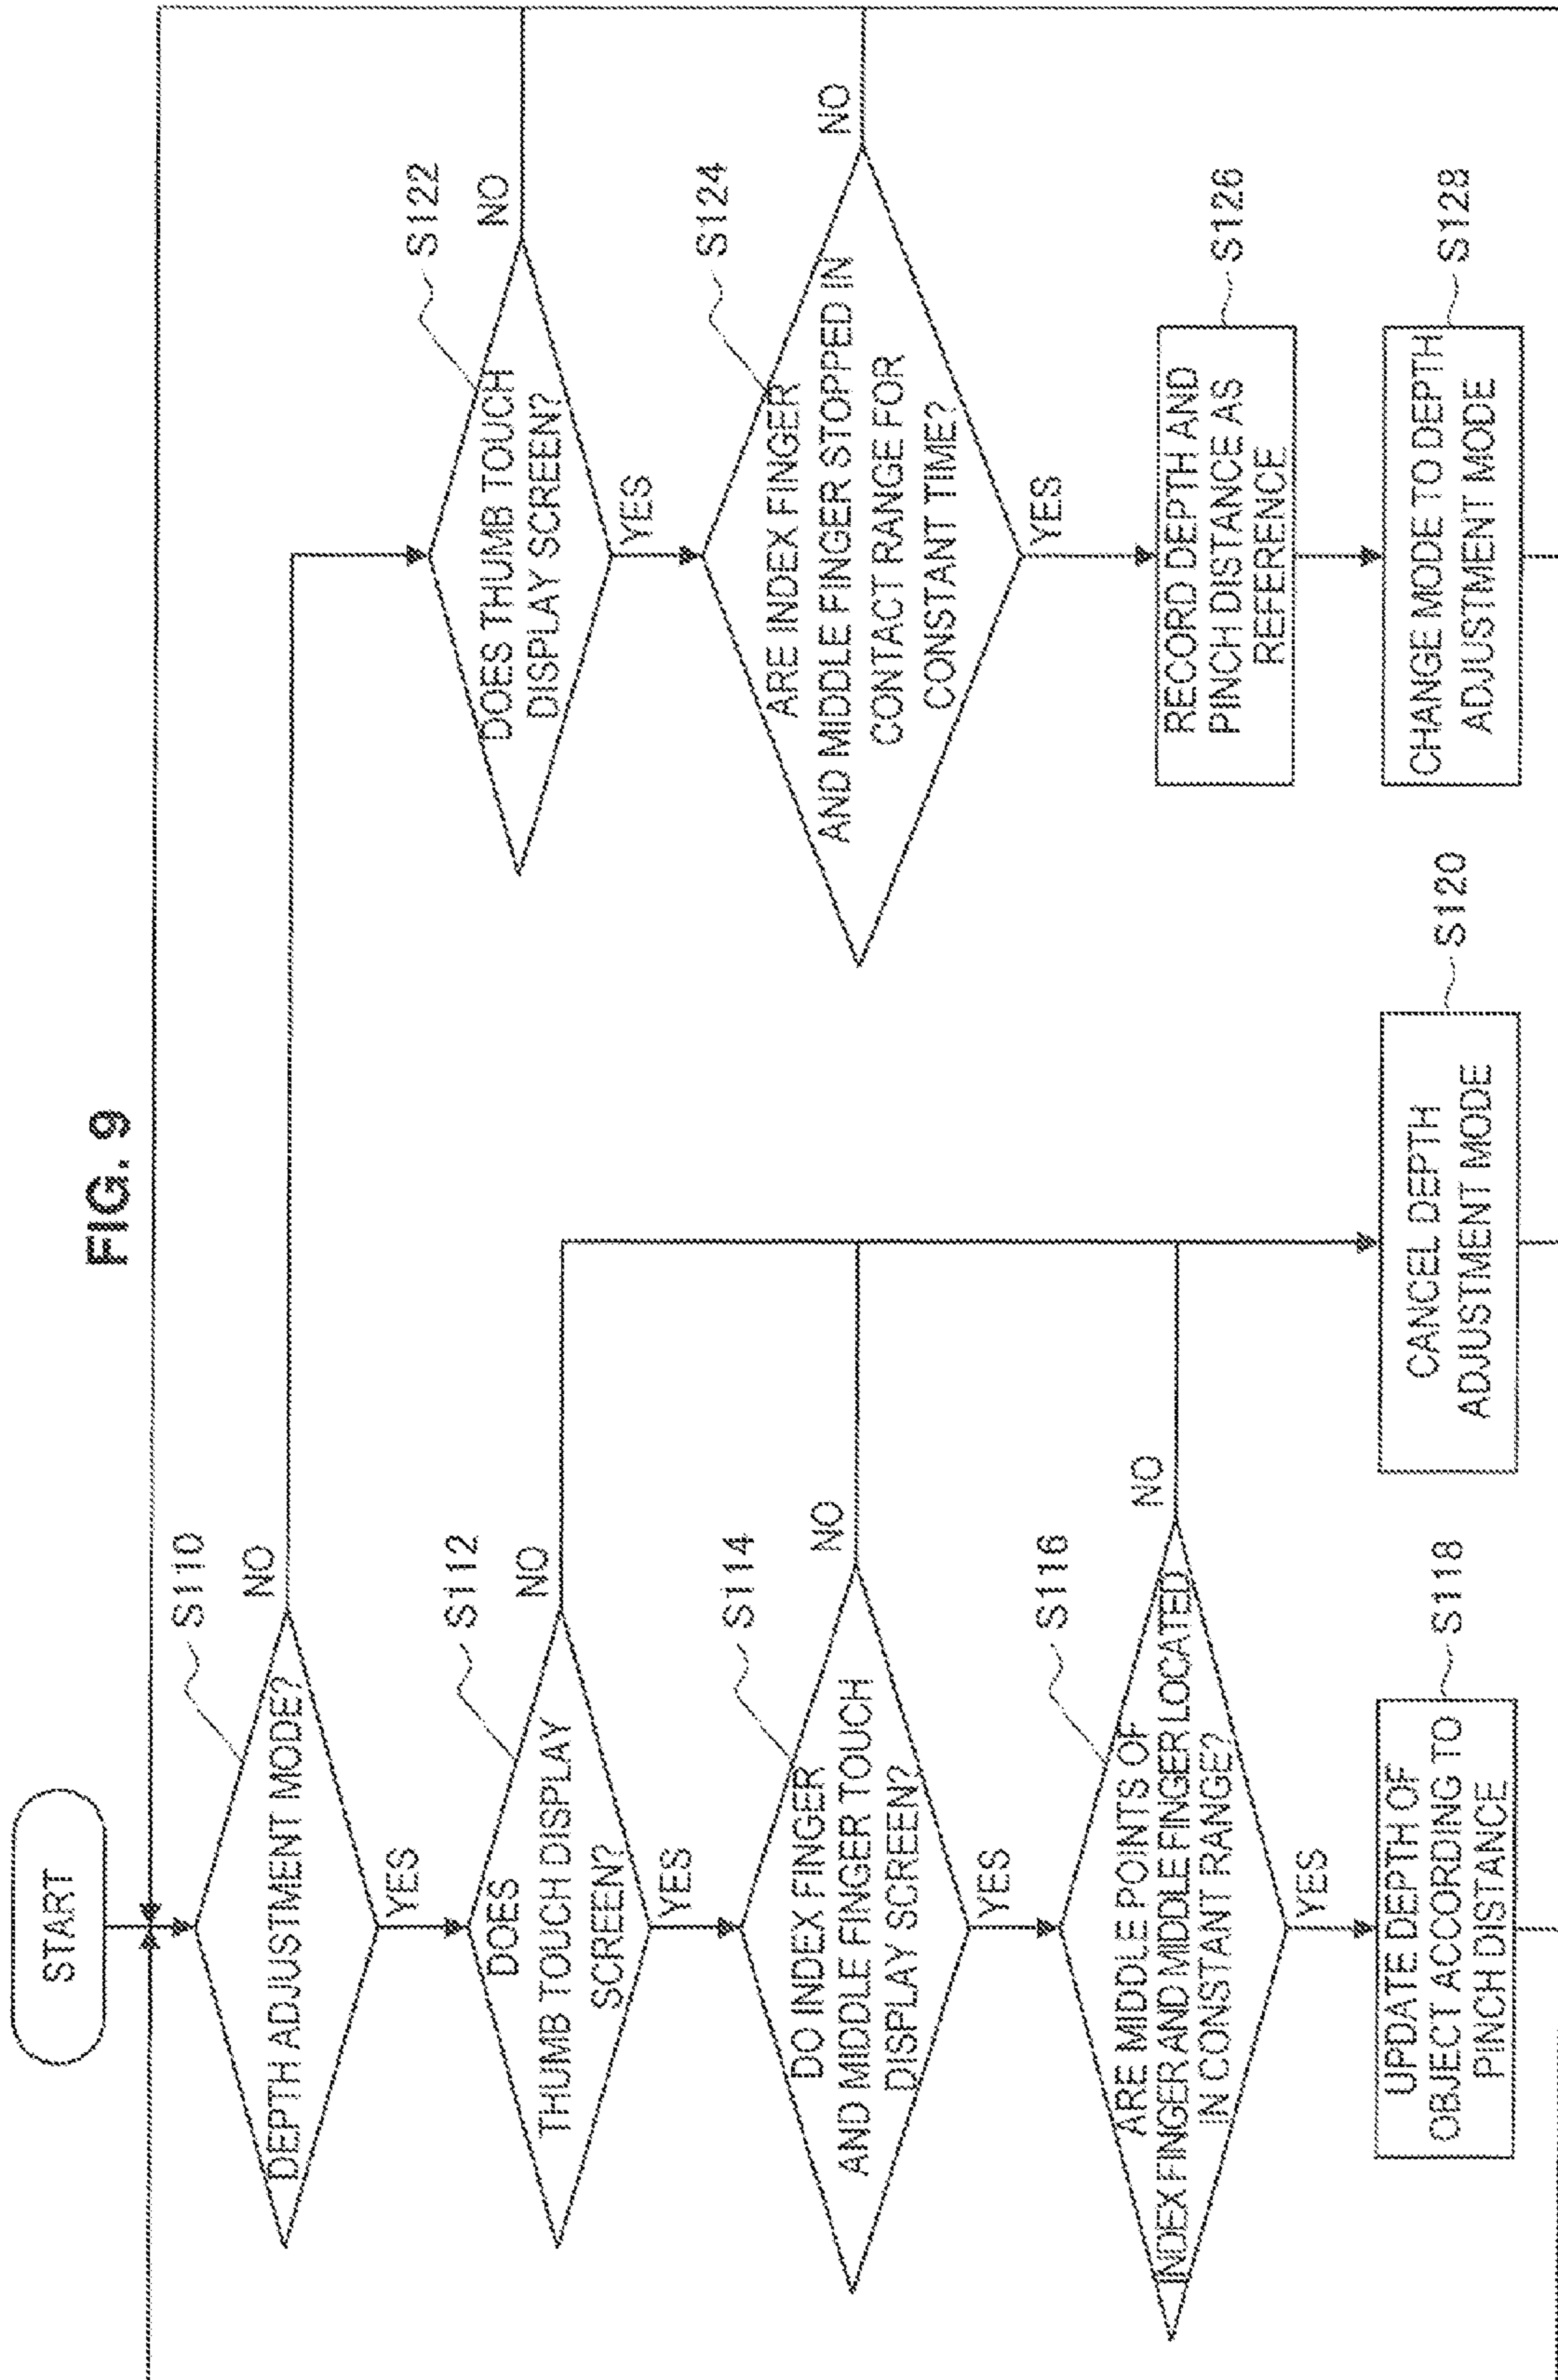 FIG. 9
START
S110
DEPTH ADJUSTMENT MODE?
NO
YES
S112
DOES
THUMB TOUCH DISPLAY
SCREEN?
NO
YES
S114
DO INDEX FINGER
AND MIDDLE FINGER TOUCH
DISPLAY SCREEN?
NO
YES
S116
ARE MIDDLE POINTS OF
INDEX FINGER AND MIDDLE FINGER LOCATED
IN CONSTANT RANGE?
NO
YES
S118
UPDATE DEPTH OF
OBJECT ACCORDING TO
PINCH DISTANCE
S120
CANCEL DEPTH
ADJUSTMENT MODE
S122
DOES THUMB TOUCH
DISPLAY SCREEN?
NO
YES
S124
ARE INDEX FINGER
AND MIDDLE FINGER STOPPED IN
CONTACT RANGE FOR
CONSTANT TIME?
NO
YES
S126
RECORD DEPTH AND
PINCH DISTANCE AS
REFERENCE
S128
CHANGE MODE TO DEPTH
ADJUSTMENT MODE